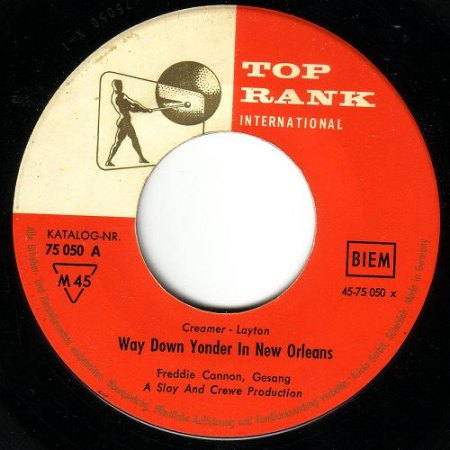 TOP
RANK
INTERNATIONAL
KATALOG-NR.
75 050 A
M 45
BIEM
45-75 050 x
Creamer - Layton
Way Down Yonder In New Orleans
Freddie Cannon, Gesang
A Slay And Crewe Production
Made in Germany